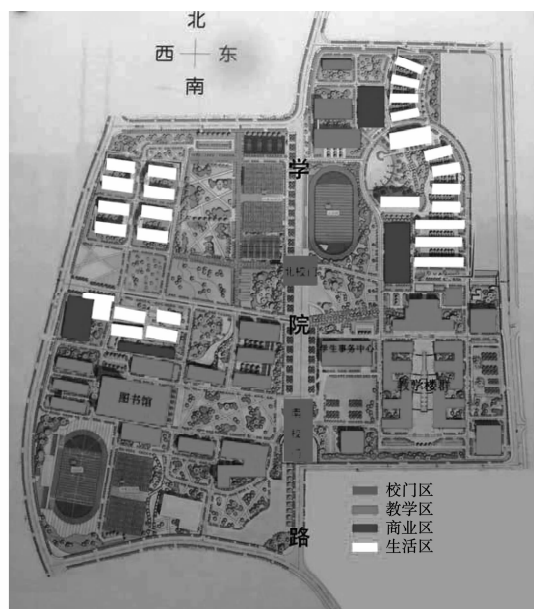 北
西 东
南
学
北校门
院
学生事务中心
教学楼群
图书馆
南校门
路
校门区
教学区
商业区
生活区